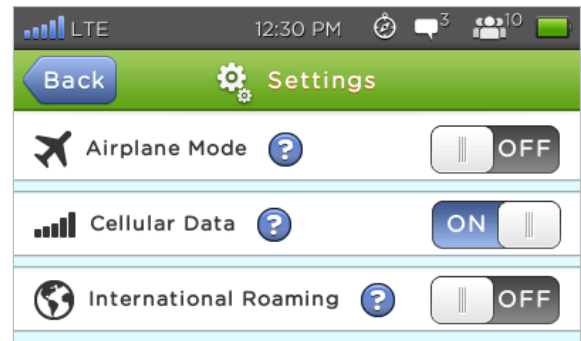 LTE 12:30 PM 3 10
Back Settings
Airplane Mode ? OFF
Cellular Data ? ON
International Roaming ? OFF